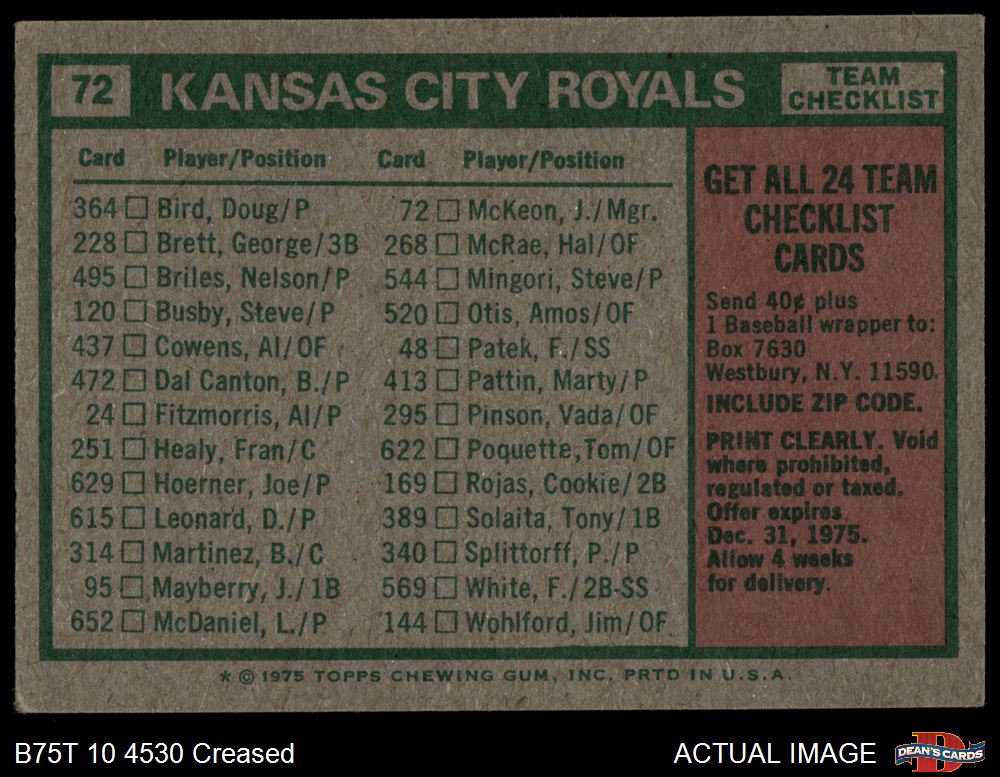 72 KANSAS CITY ROYALS TEAM CHECKLIST
Card Player/Position Card Player/Position
364 Bird, Doug/P 72 McKeon, J./Mgr.
228 Brett, George/3B 268 McRae, Hal/OF
495 Briles, Nelson/P 544 Mingori, Steve/P
120 Busby, Steve/P 520 Otis, Amos/OF
437 Cowens, Al/OF 48 Patek, F./SS
472 Dal Canton, B./P 413 Pattin, Marty/P
24 Fitzmorris, Al/P 295 Pinson, Vada/OF
251 Healy, Fran/C 622 Poquette,Tom/OF
629 Hoerner, Joe/P 169 Rojas, Cookie/2B
615 Leonard, D./P 389 Solaita, Tony/1B
314 Martinez, B./C 340 Splittorff, P./P
95 Mayberry, J./1B 569 White, F./2B-SS
652 McDaniel, L./P 144 Wohlford, Jim/OF
GET ALL 24 TEAM
CHECKLIST
CARDS
Send 40¢ plus
1 Baseball wrapper to:
Box 7630
Westbury, N.Y. 11590.
INCLUDE ZIP CODE.
PRINT CLEARLY. Void
where prohibited,
regulated or taxed.
Offer expires
Dec. 31, 1975.
Allow 4 weeks
for delivery.
* © 1975 TOPPS CHEWING GUM, INC. PRTD IN U.S.A.
B75T 10 4530 Creased ACTUAL IMAGE
DEAN'S CARDS